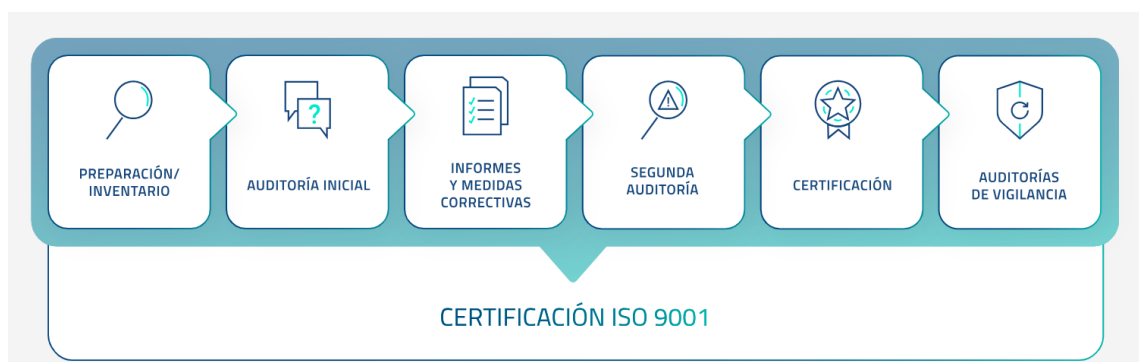 PREPARACIÓN/
INVENTARIO
?
AUDITORÍA INICIAL
INFORMES
Y MEDIDAS
CORRECTIVAS
!
SEGUNDA
AUDITORÍA
CERTIFICACIÓN
AUDITORÍAS
DE VIGILANCIA
CERTIFICACIÓN ISO 9001